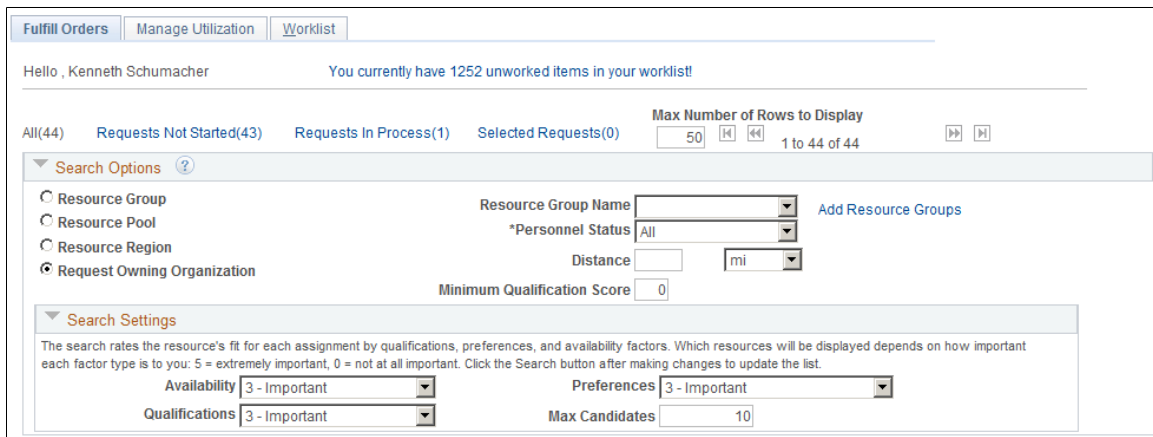 Fulfill Orders Manage Utilization Worklist
Hello , Kenneth Schumacher You currently have 1252 unworked items in your worklist!
Max Number of Rows to Display
All(44) Requests Not Started(43) Requests In Process(1) Selected Requests(0) 50 1 to 44 of 44
Search Options ?
Resource Group
Resource Pool
Resource Region
Request Owning Organization
Resource Group Name Add Resource Groups
*Personnel Status All
Distance mi
Minimum Qualification Score 0
Search Settings
The search rates the resource's fit for each assignment by qualifications, preferences, and availability factors. Which resources will be displayed depends on how important
each factor type is to you: 5 = extremely important, 0 = not at all important. Click the Search button after making changes to update the list.
Availability 3 - Important Preferences 3 - Important
Qualifications 3 - Important Max Candidates 10